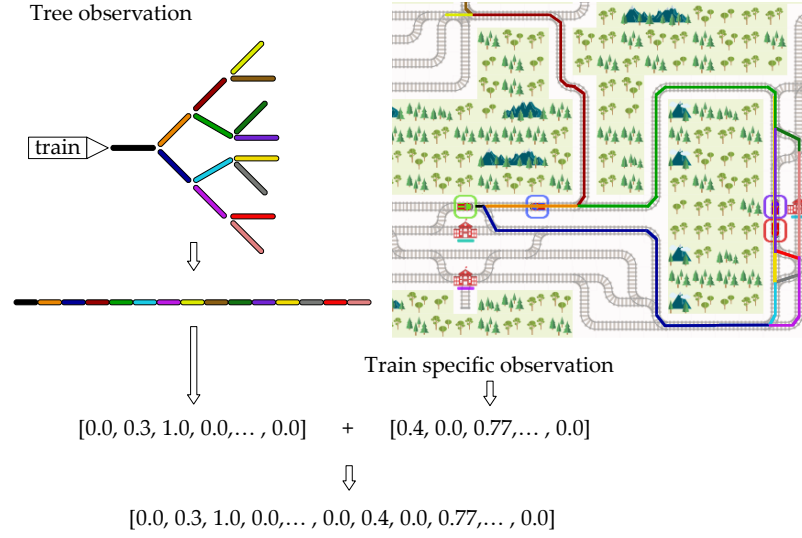 Tree observation
train
Train specific observation
[0.0, 0.3, 1.0, 0.0,... , 0.0] + [0.4, 0.0, 0.77,... , 0.0]
[0.0, 0.3, 1.0, 0.0,... , 0.0, 0.4, 0.0, 0.77,... , 0.0]